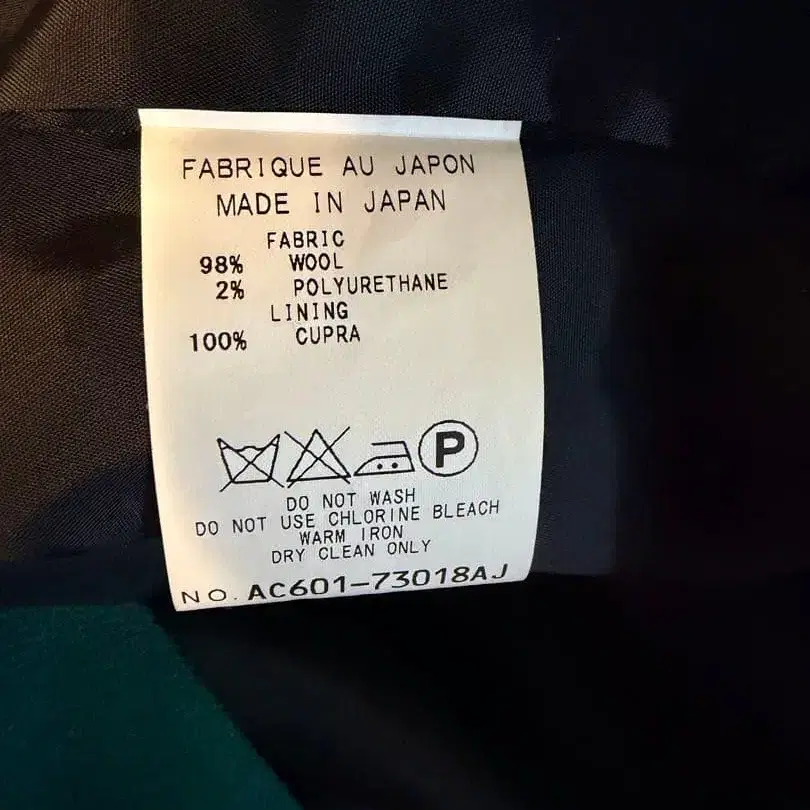 FABRIQUE AU JAPON
MADE IN JAPAN
FABRIC
98% WOOL
2% POLYURETHANE
LINING
100% CUPRA
P
DO NOT WASH
DO NOT USE CHLORINE BLEACH
WARM IRON
DRY CLEAN ONLY
NO. AC601-73018AJ